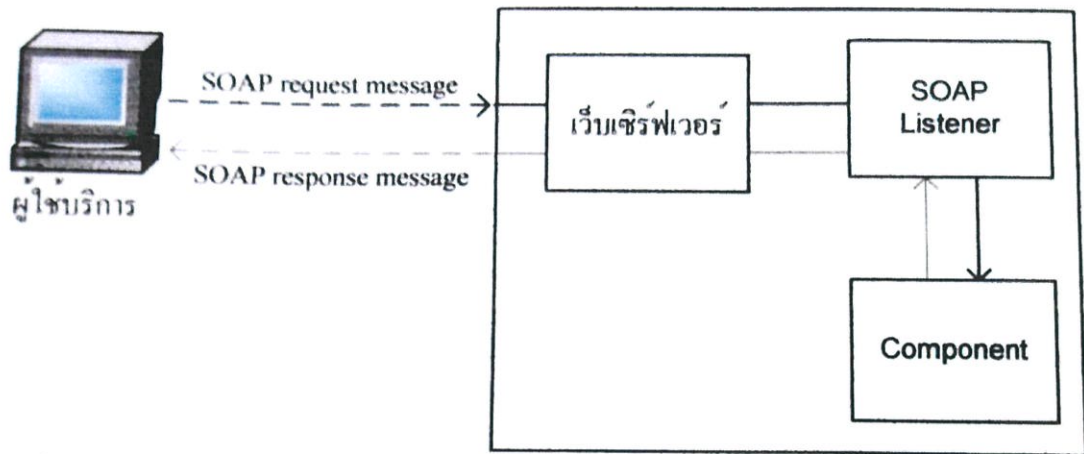 SOAP request message
SOAP response message
ผู้ใช้บริการ
เว็บเซิร์ฟเวอร์
SOAP
Listener
Component